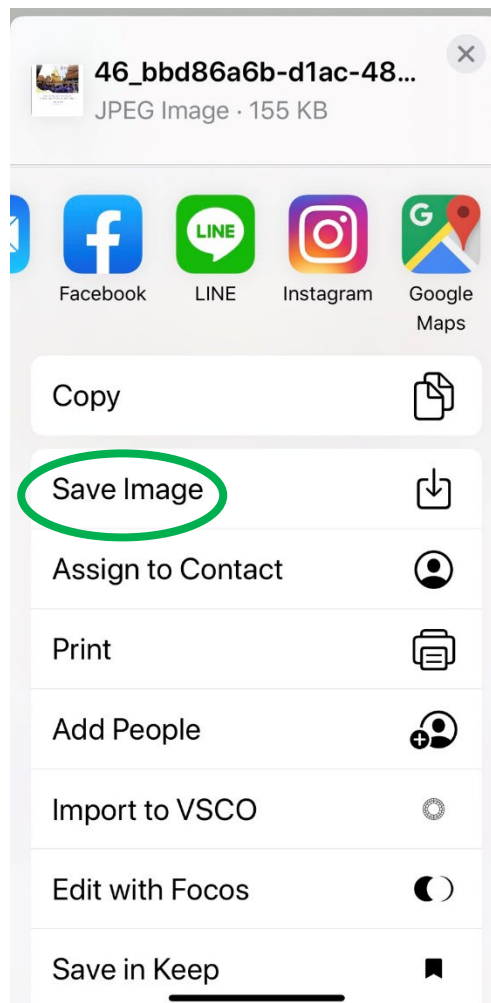 46_bbd86a6b-d1ac-48...
JPEG Image · 155 KB
LINE
G
Facebook LINE Instagram Google Maps
Copy
Save Image
Assign to Contact
Print
Add People
Import to VSCO
Edit with Focos
Save in Keep